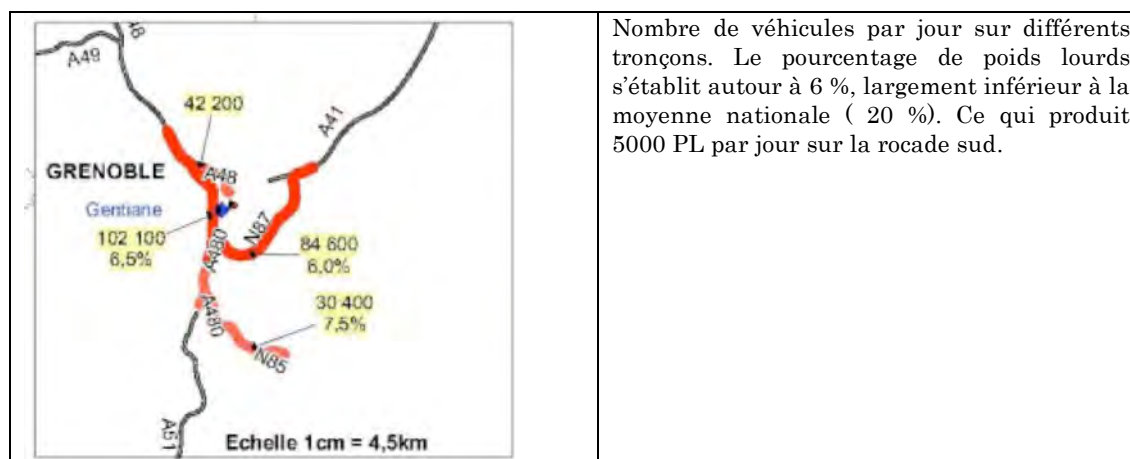 A48
A49
42 200
A41
GRENOBLE
A48
Gentiane
N87
102 100
6,5%
A480
84 600
6,0%
30 400
7,5%
A480
N85
A51
Echelle 1cm = 4,5km
Nombre de véhicules par jour sur différents
tronçons. Le pourcentage de poids lourds
s’établit autour à 6 %, largement inférieur à la
moyenne nationale ( 20 %). Ce qui produit
5000 PL par jour sur la rocade sud.